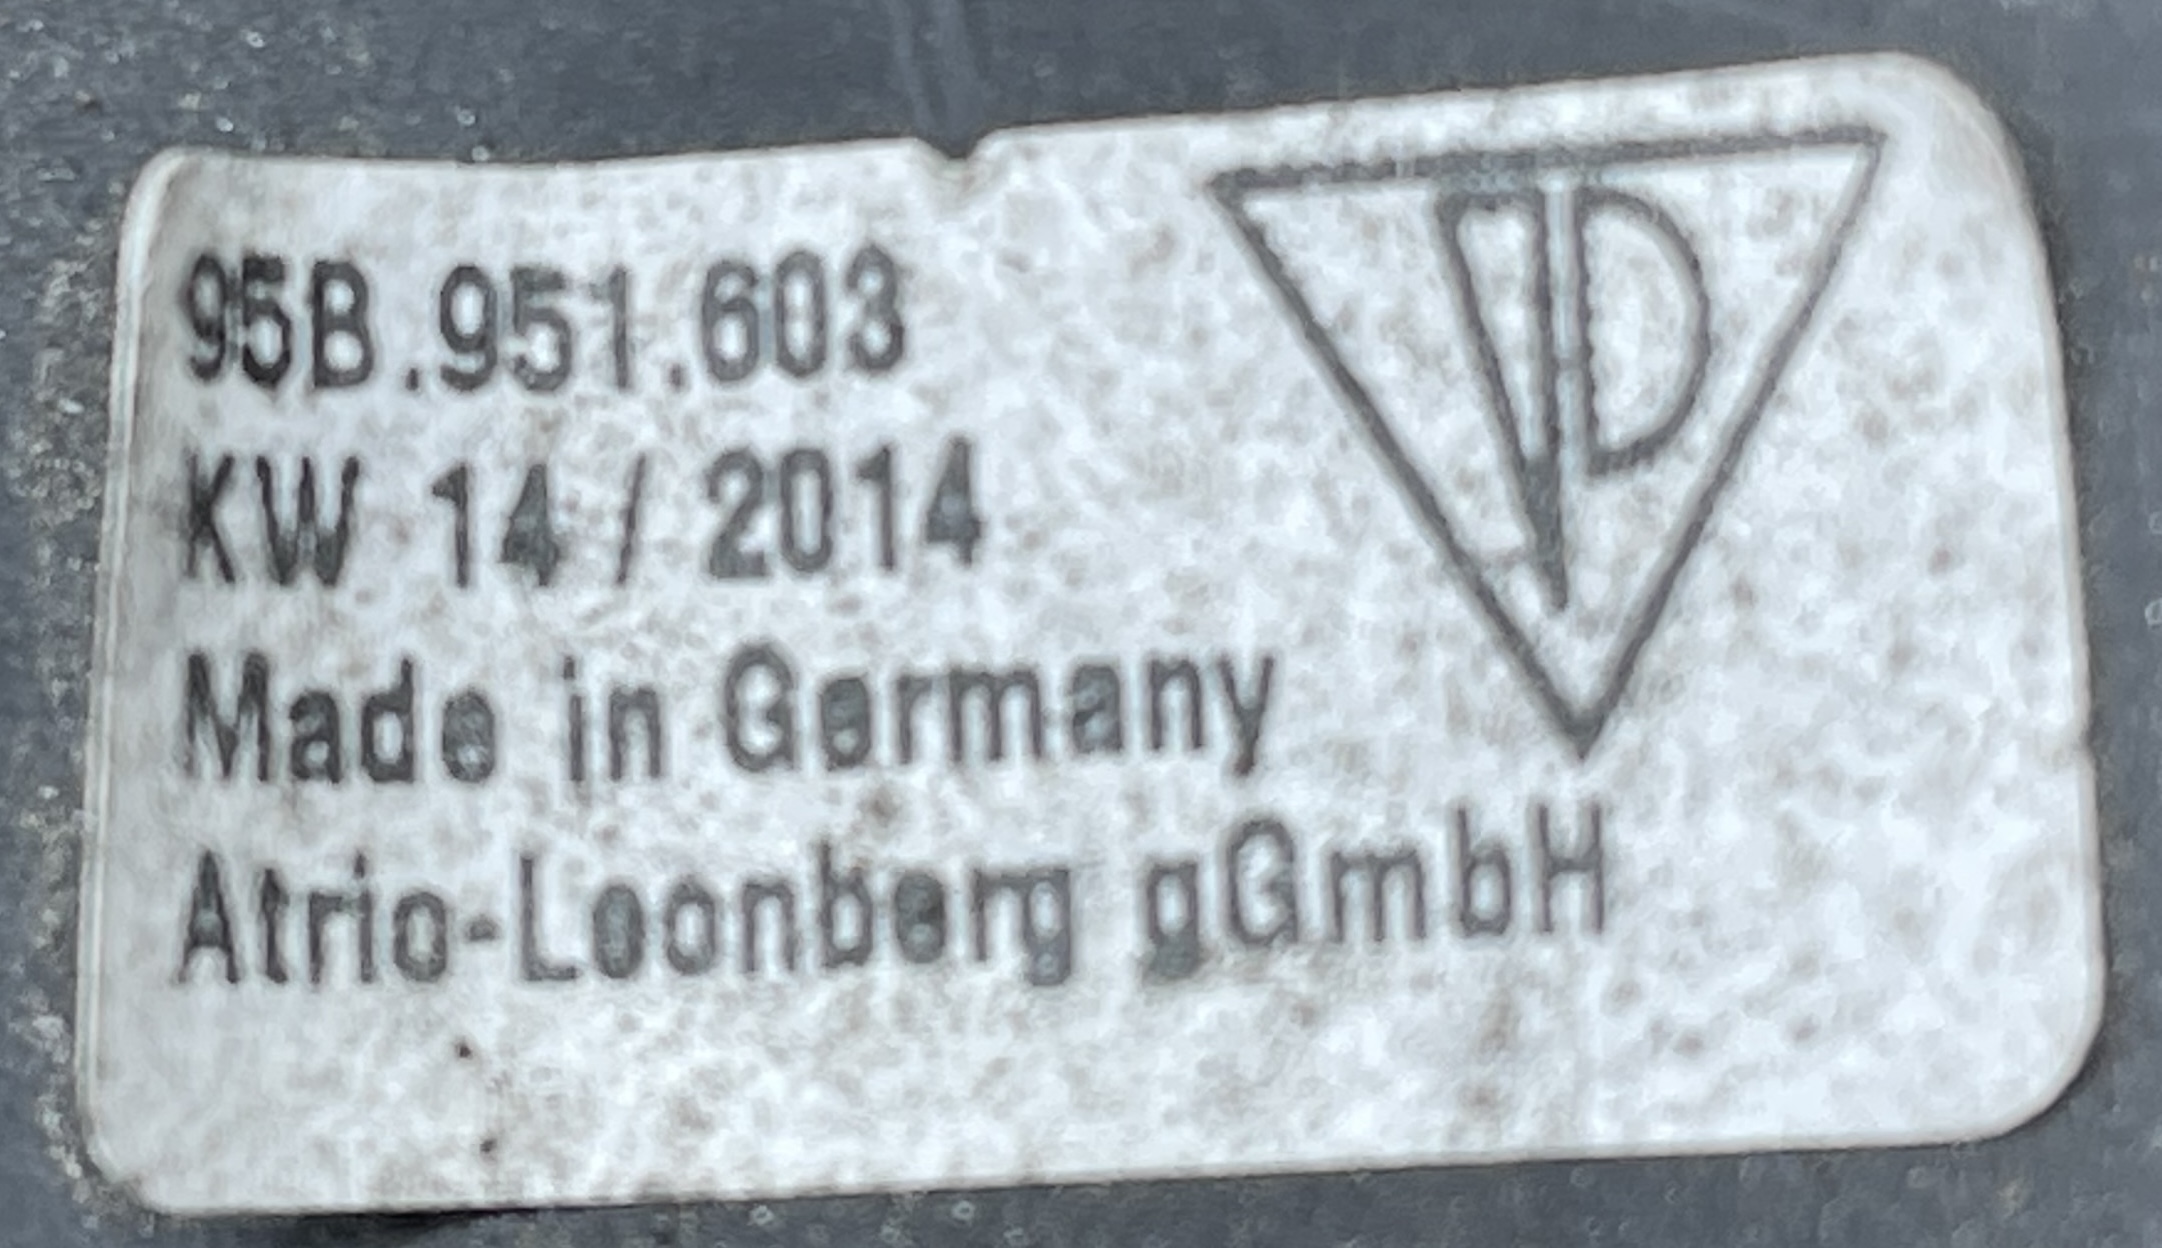 95B.951.603
KW 14 / 2014
Made in Germany
Atrio-Leonberg gGmbH